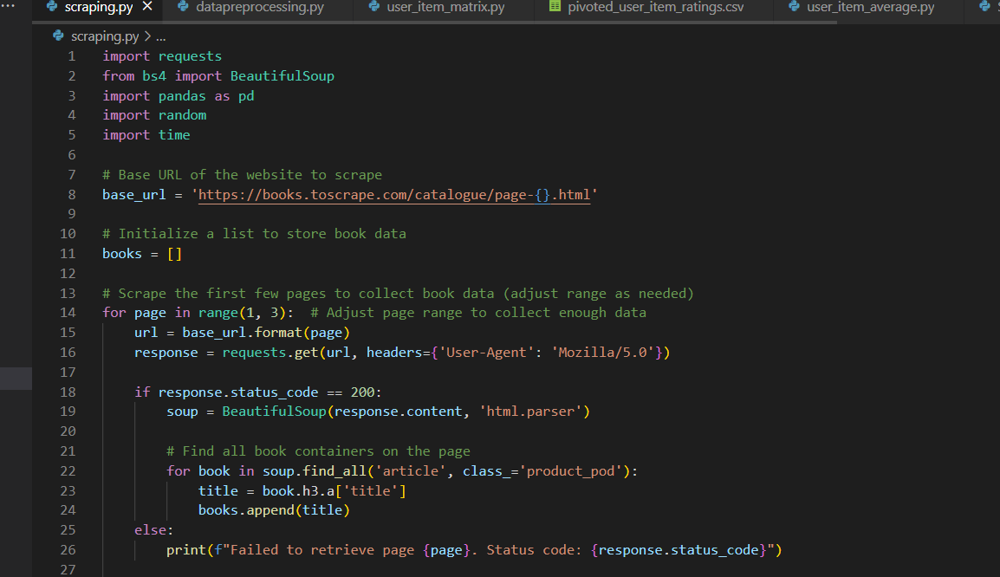 scraping.py × datapreprocessing.py user_item_matrix.py pivoted_user_item_ratings.csv user_item_average.py
scraping.py > ...
1 import requests
2 from bs4 import BeautifulSoup
3 import pandas as pd
4 import random
5 import time
6
7 # Base URL of the website to scrape
8 base_url = 'https://books.toscrape.com/catalogue/page-{}.html'
9
10 # Initialize a list to store book data
11 books = []
12
13 # Scrape the first few pages to collect book data (adjust range as needed)
14 for page in range(1, 3):  # Adjust page range to collect enough data
15     url = base_url.format(page)
16     response = requests.get(url, headers={'User-Agent': 'Mozilla/5.0'})
17
18     if response.status_code == 200:
19         soup = BeautifulSoup(response.content, 'html.parser')
20
21         # Find all book containers on the page
22         for book in soup.find_all('article', class_='product_pod'):
23             title = book.h3.a['title']
24             books.append(title)
25     else:
26         print(f"Failed to retrieve page {page}. Status code: {response.status_code}")
27